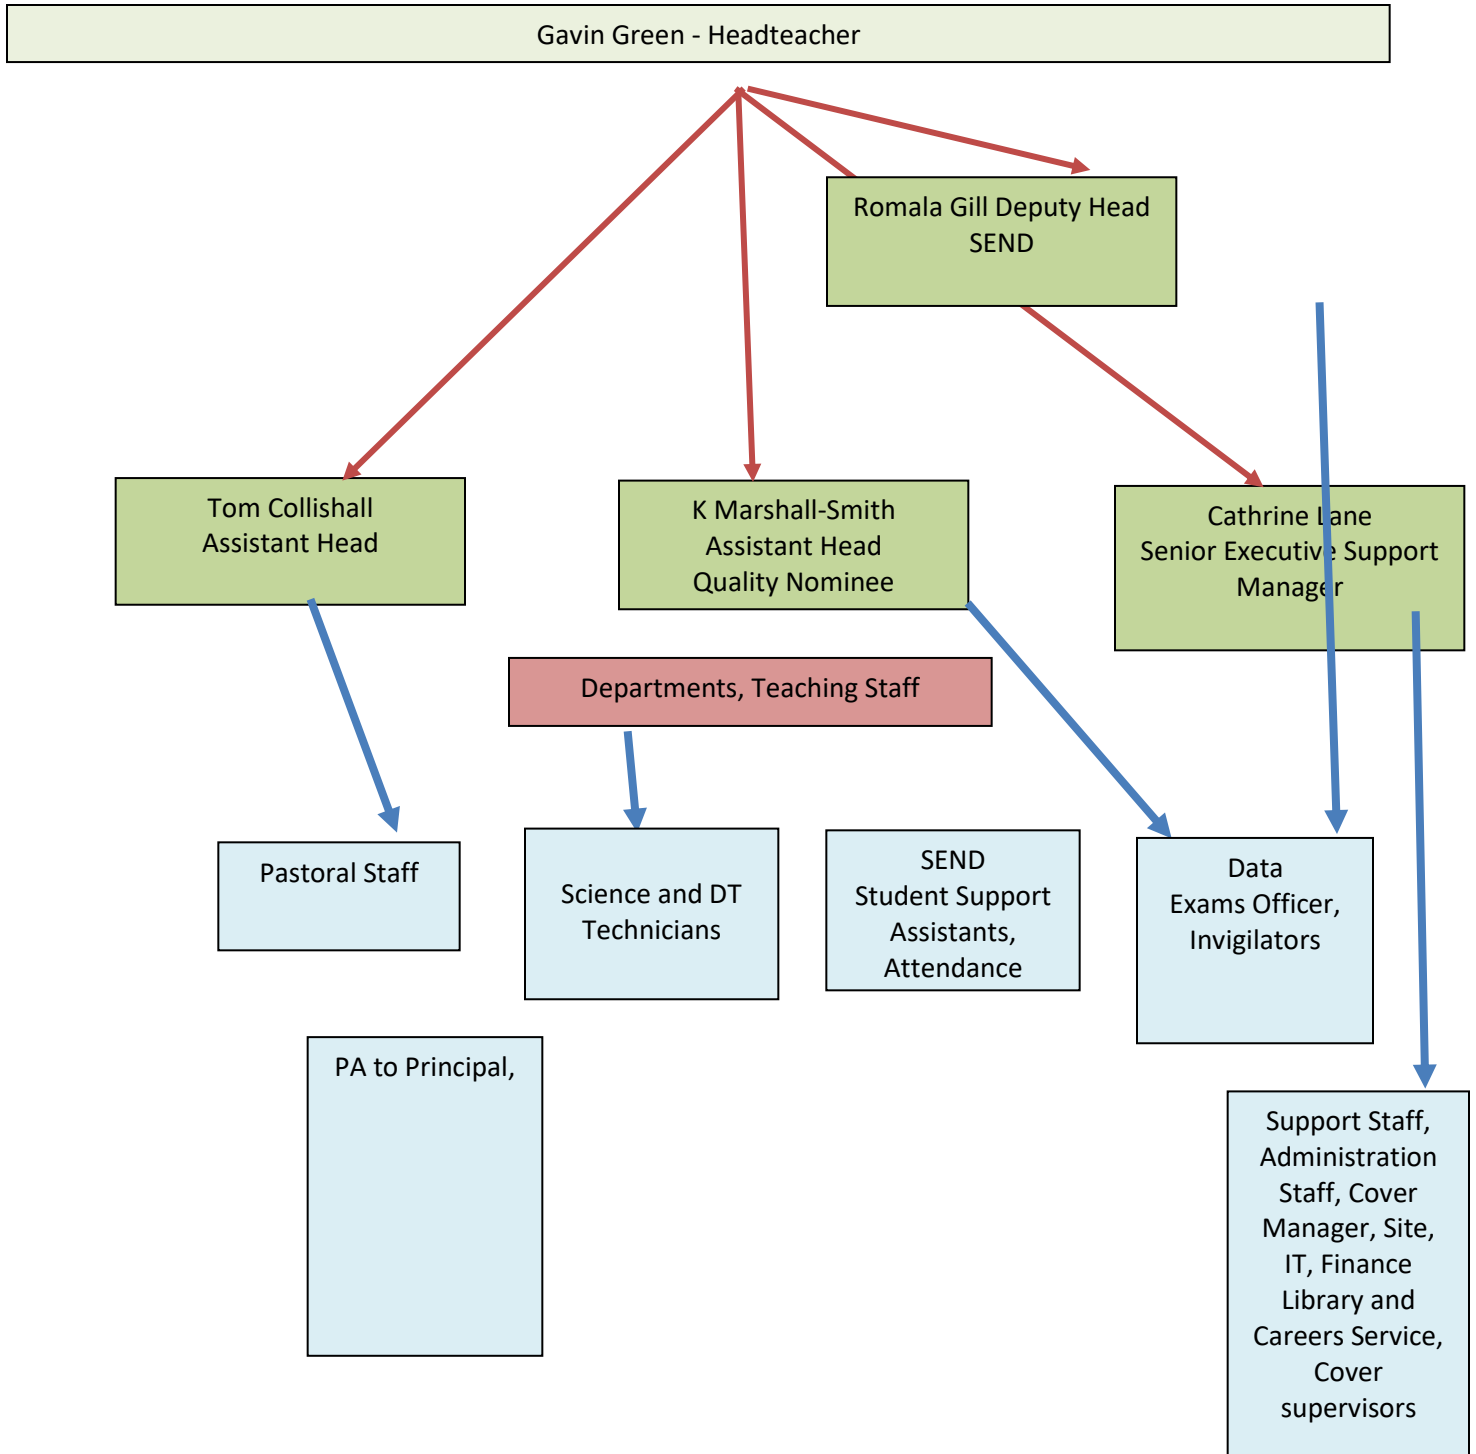 Gavin Green - Headteacher
Romala Gill Deputy Head
SEND
Tom Collishall
Assistant Head
K Marshall-Smith
Assistant Head
Quality Nominee
Cathrine Lane
Senior Executive Support
Manager
Departments, Teaching Staff
Pastoral Staff
Science and DT
Technicians
SEND
Student Support
Assistants,
Attendance
Data
Exams Officer,
Invigilators
PA to Principal,
Support Staff,
Administration
Staff, Cover
Manager, Site,
IT, Finance
Library and
Careers Service,
Cover
supervisors